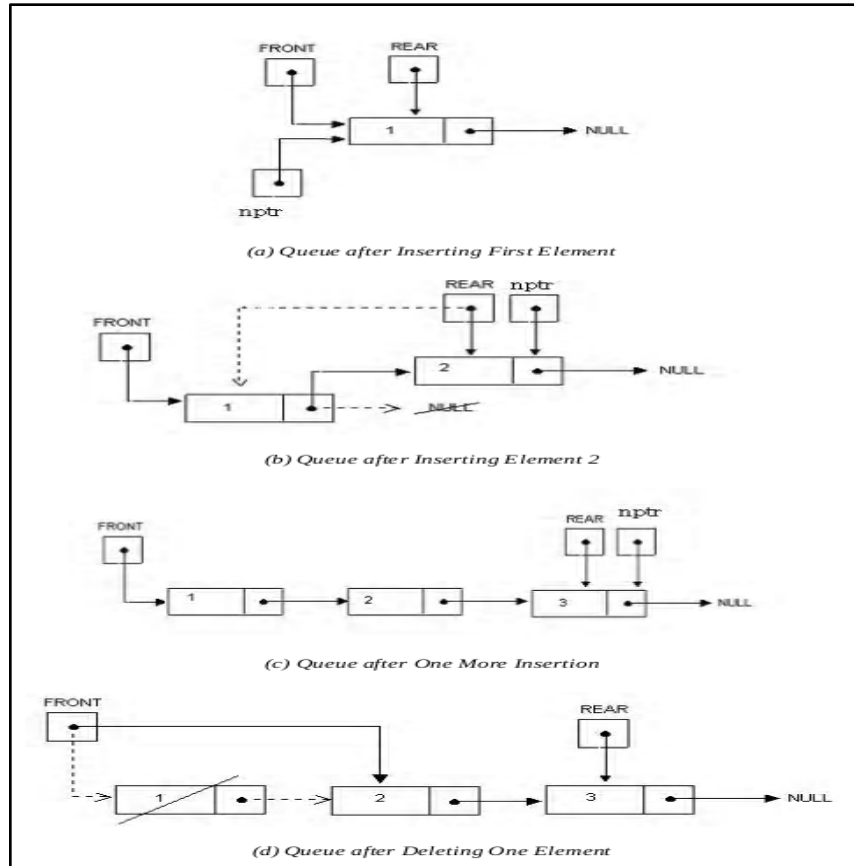 FRONT REAR
1 NULL
nptr
(a) Queue after Inserting First Element
REAR nptr
FRONT
2 NULL
1 NULL
(b) Queue after Inserting Element 2
REAR nptr
FRONT
1 2 3 NULL
(c) Queue after One More Insertion
FRONT REAR
1 2 3 NULL
(d) Queue after Deleting One Element